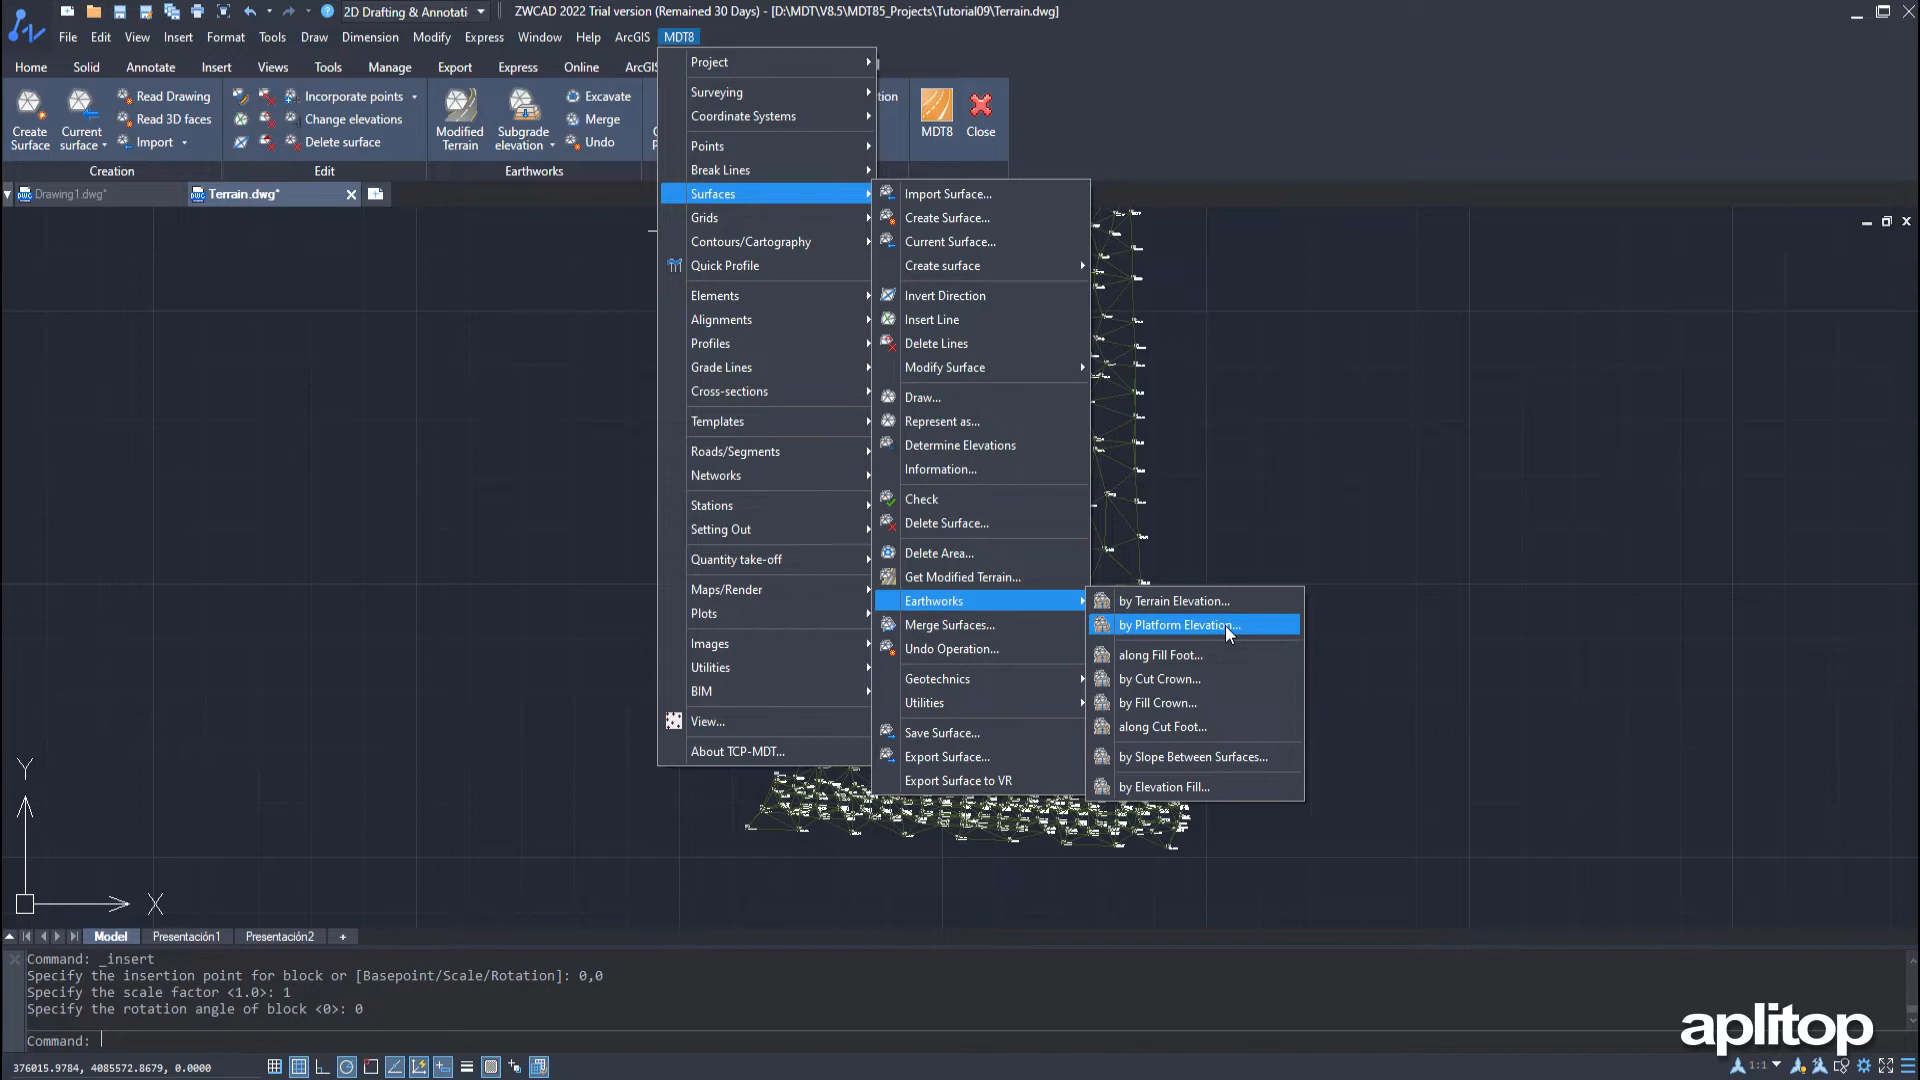 2D Drafting & Annotati
ZWCAD 2022 Trial version (Remained 30 Days) - [D:\MDT\V8.5\MDT85_Projects\Tutorial09\Terrain.dwg]
File Edit View Insert Format Tools Draw Dimension Modify Express Window Help ArcGIS MDT8
Home Solid Annotate Insert Views Tools Manage Export Express Online ArcGI
Create Surface
Current surface
Read Drawing
Read 3D faces
Import
Creation
Incorporate points
Change elevations
Delete surface
Edit
Modified Terrain
Subgrade elevation
Excavate
Merge
Undo
Earthworks
tion
MDT8
Close
Drawing1.dwg*
Terrain.dwg*
Project
Surveying
Coordinate Systems
Points
Break Lines
Surfaces
Grids
Contours/Cartography
Quick Profile
Elements
Alignments
Profiles
Grade Lines
Cross-sections
Templates
Roads/Segments
Networks
Stations
Setting Out
Quantity take-off
Maps/Render
Plots
Images
Utilities
BIM
View...
About TCP-MDT...
Import Surface...
Create Surface...
Current Surface...
Create surface
Invert Direction
Insert Line
Delete Lines
Modify Surface
Draw...
Represent as...
Determine Elevations
Information...
Check
Delete Surface...
Delete Area...
Get Modified Terrain...
Earthworks
Merge Surfaces...
Undo Operation...
Geotechnics
Utilities
Save Surface...
Export Surface...
Export Surface to VR
by Terrain Elevation...
by Platform Elevation...
along Fill Foot...
by Cut Crown...
by Fill Crown...
along Cut Foot...
by Slope Between Surfaces...
by Elevation Fill...
Y
X
Model Presentación1 Presentación2 +
Command: _insert
Specify the insertion point for block or [Basepoint/Scale/Rotation]: 0,0
Specify the scale factor <1.0>: 1
Specify the rotation angle of block <0>: 0
Command:
aplitop
376015.9784, 4085572.8679, 0.0000
1:1